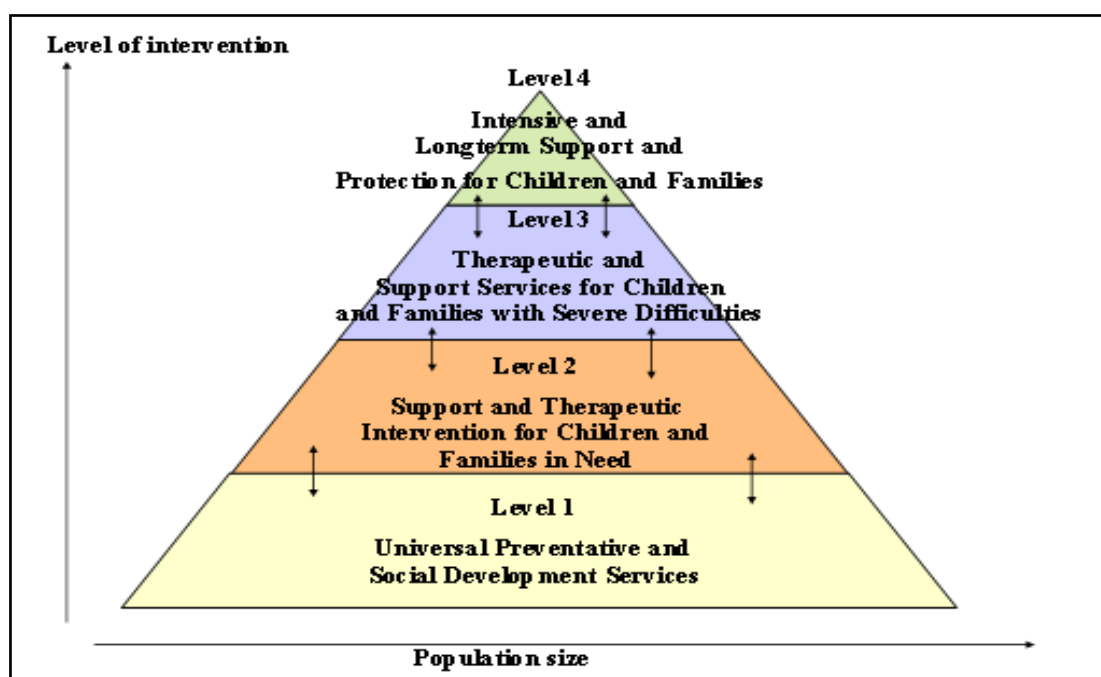 Level of intervention
Level 4
Intensive and
Longterm Support and
Protection for Children and Families
Level 3
Therapeutic and
Support Services for Children
and Families with Severe Difficulties
Level 2
Support and Therapeutic
Intervention for Children and
Families in Need
Level 1
Universal Preventative and
Social Development Services
Population size